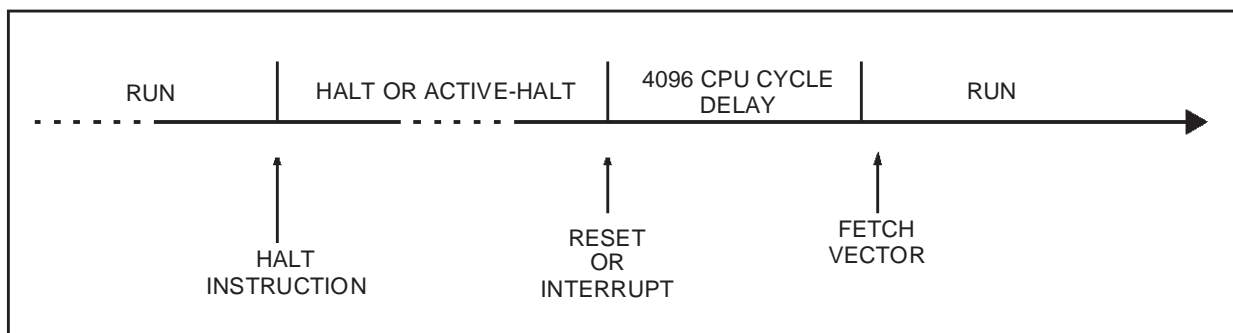 RUN
HALT OR ACTIVE-HALT
4096 CPU CYCLE
DELAY
RUN
HALT
INSTRUCTION
RESET
OR
INTERRUPT
FETCH
VECTOR